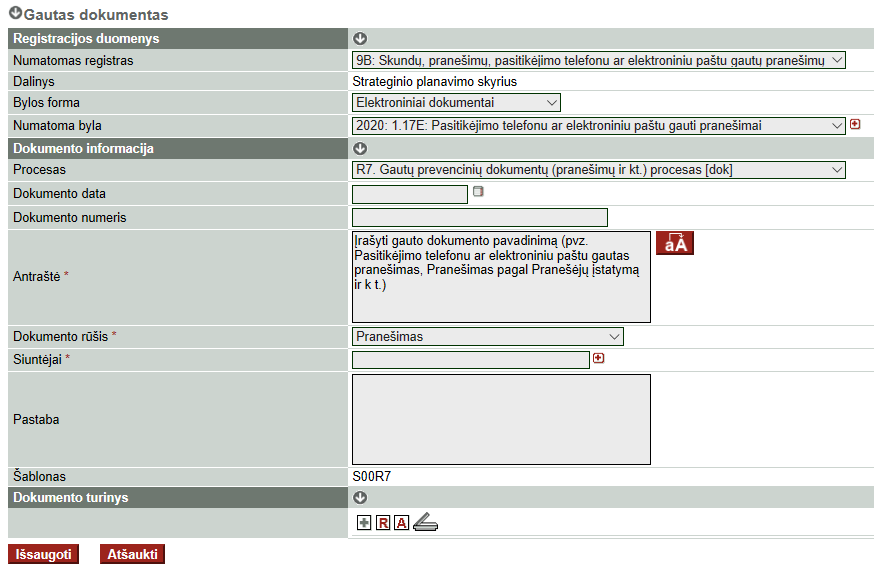 Gautas dokumentas
Registracijos duomenys
Numatomas registras 9B: Skundų, pranešimų, pasitikėjimo telefonu ar elektroniniu paštu gautų pranešimų
Dalinys Strateginio planavimo skyrius
Bylos forma Elektroniniai dokumentai
Numatoma byla 2020: 1.17E: Pasitikėjimo telefonu ar elektroniniu paštu gauti pranešimai
Dokumento informacija
Procesas R7. Gautų prevencinių dokumentų (pranešimų ir kt.) procesas [dok]
Dokumento data
Dokumento numeris
Antraštė *
Įrašyti gauto dokumento pavadinimą (pvz.
Pasitikėjimo telefonu ar elektroniniu paštu gautas
pranešimas, Pranešimas pagal Pranešėjų įstatymą
ir k t.)
aÂ
Dokumento rūšis * Pranešimas
Siuntėjai *
Pastaba
Šablonas S00R7
Dokumento turinys
R A
Išsaugoti Atšaukti